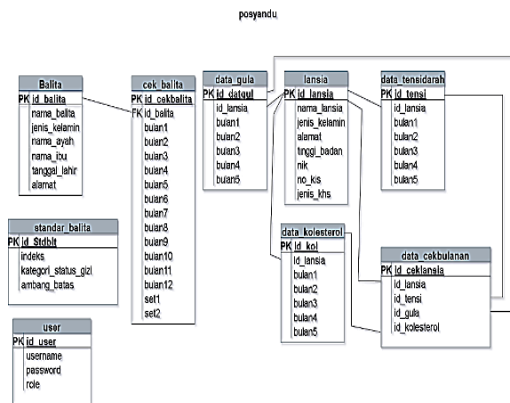 posyandu
Balita
PK id_balita
nama_balita
jenis_kelamin
nama_ayah
nama_ibu
tanggal_lahir
alamat
cek_balita
PK id_cekbalita
FK id_balita
bulan1
bulan2
bulan3
bulan4
bulan5
bulan6
bulan7
bulan8
bulan9
bulan10
bulan11
bulan12
set1
set2
data_gula
PK id_datgul
id_lansia
bulan1
bulan2
bulan3
bulan4
bulan5
lansia
PK id_lansia
nama_lansia
jenis_kelamin
alamat
tinggi_badan
nik
no_kis
jenis_khs
data_tensidarah
PK id_tensi
id_lansia
bulan1
bulan2
bulan3
bulan4
bulan5
standar_balita
PK id_Stdblt
indeks
kategori_status_gizi
ambang_batas
data_kolesterol
PK id_kol
id_lansia
bulan1
bulan2
bulan3
bulan4
bulan5
data_cekbulanan
PK id_ceklansia
id_lansia
id_tensi
id_gula
id_kolesterol
user
PK id_user
username
password
role